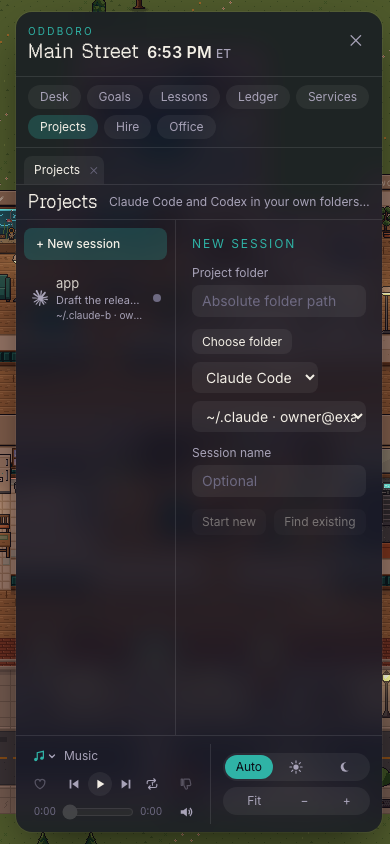 ODDBORO
Main Street 6:53 PM ET
Desk Goals Lessons Ledger Services
Projects Hire Office
Projects
Projects Claude Code and Codex in your own folders...
+ New session
app
Draft the relea...
~/.claude-b · ow...
NEW SESSION
Project folder
Absolute folder path
Choose folder
Claude Code
~/.claude · owner@exa
Session name
Optional
Start new Find existing
Music
0:00 0:00
Auto
Fit − +